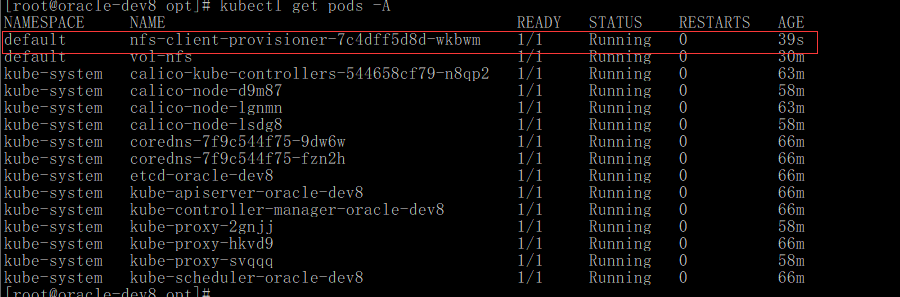 [root@oracle-dev8 opt]# kubectl get pods -A
NAMESPACE NAME READY STATUS RESTARTS AGE
default nfs-client-provisioner-7c4dff5d8d-wkbwm 1/1 Running 0 39s
default vol-nfs 1/1 Running 0 30m
kube-system calico-kube-controllers-544658cf79-n8qp2 1/1 Running 0 63m
kube-system calico-node-d9m87 1/1 Running 0 58m
kube-system calico-node-lgnmn 1/1 Running 0 63m
kube-system calico-node-lsdg8 1/1 Running 0 58m
kube-system coredns-7f9c544f75-9dw6w 1/1 Running 0 66m
kube-system coredns-7f9c544f75-fzn2h 1/1 Running 0 66m
kube-system etcd-oracle-dev8 1/1 Running 0 66m
kube-system kube-apiserver-oracle-dev8 1/1 Running 0 66m
kube-system kube-controller-manager-oracle-dev8 1/1 Running 0 66m
kube-system kube-proxy-2gnjj 1/1 Running 0 58m
kube-system kube-proxy-hkvd9 1/1 Running 0 66m
kube-system kube-proxy-svqqq 1/1 Running 0 58m
kube-system kube-scheduler-oracle-dev8 1/1 Running 0 66m
[root@oracle-dev8 opt]#